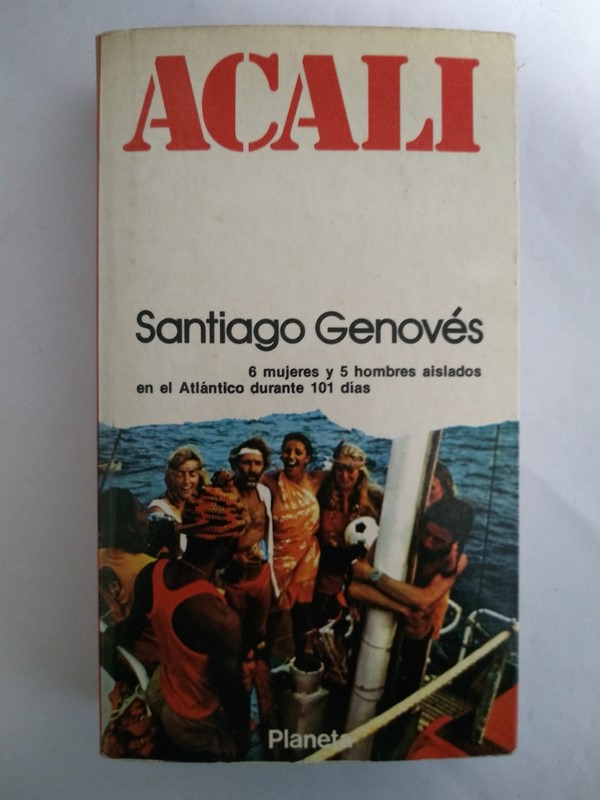 ACALI
Santiago Genovés
6 mujeres y 5 hombres aislados
en el Atlántico durante 101 días
Planeta